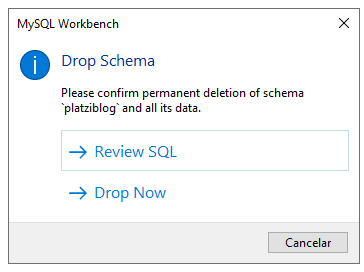 MySQL Workbench
Drop Schema
Please confirm permanent deletion of schema
`platziblog` and all its data.
Review SQL
Drop Now
Cancelar